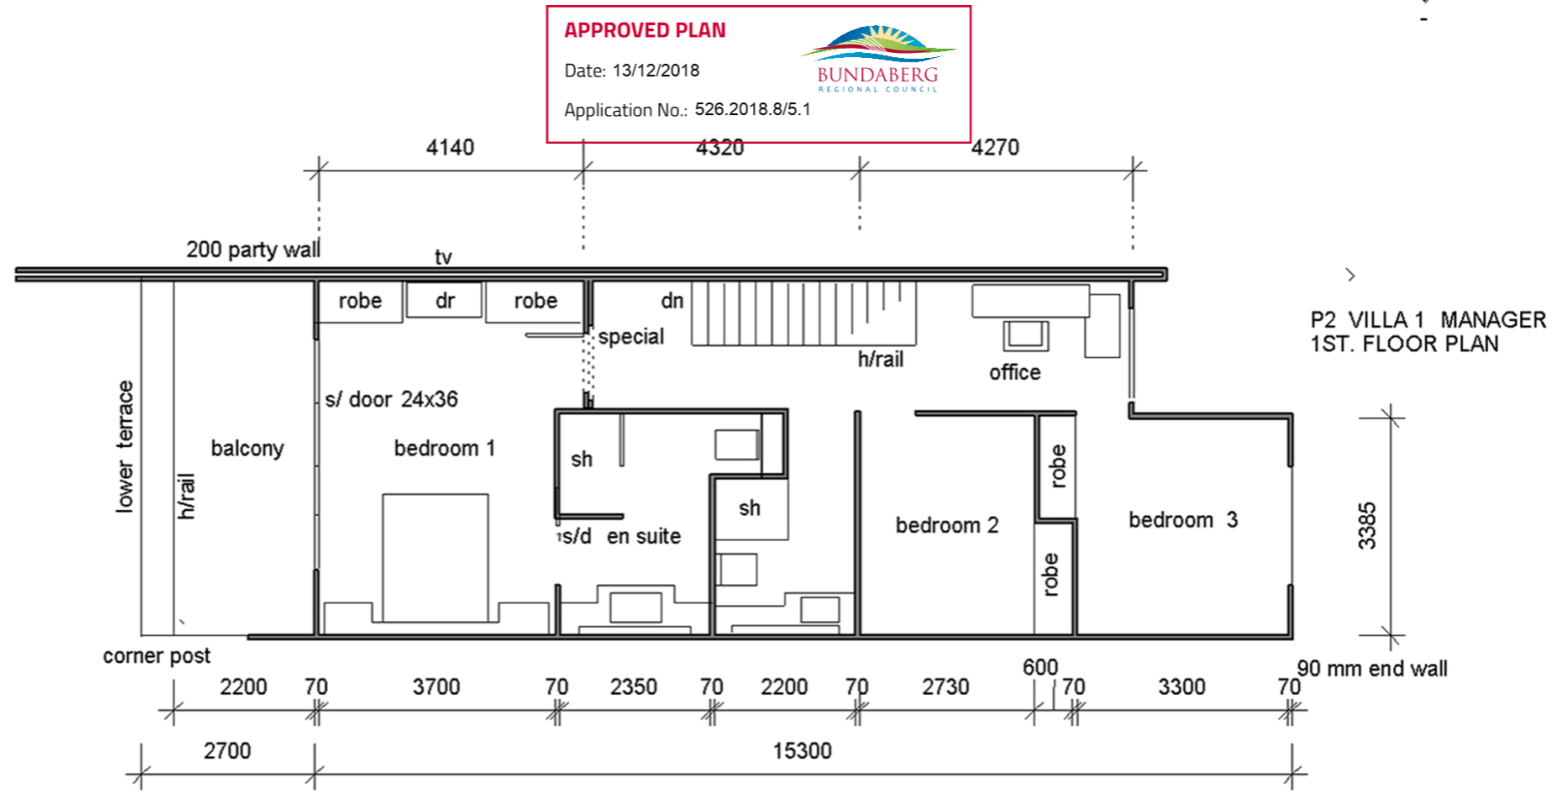 APPROVED PLAN
Date: 13/12/2018
BUNDABERG
REGIONAL COUNCIL
Application No.: 526.2018.8/5.1
4140 4320 4270
200 party wall
tv
robe dr robe dn
special
h/rail
office
P2 VILLA 1 MANAGER
1ST. FLOOR PLAN
s/ door 24x36
lower terrace
balcony
h/rail
bedroom 1
sh
sh
s/d en suite
bedroom 2
robe
robe
bedroom 3
3385
corner post
90 mm end wall
2200 70 3700 70 2350 70 2200 70 2730 600 70 3300 70
2700 15300